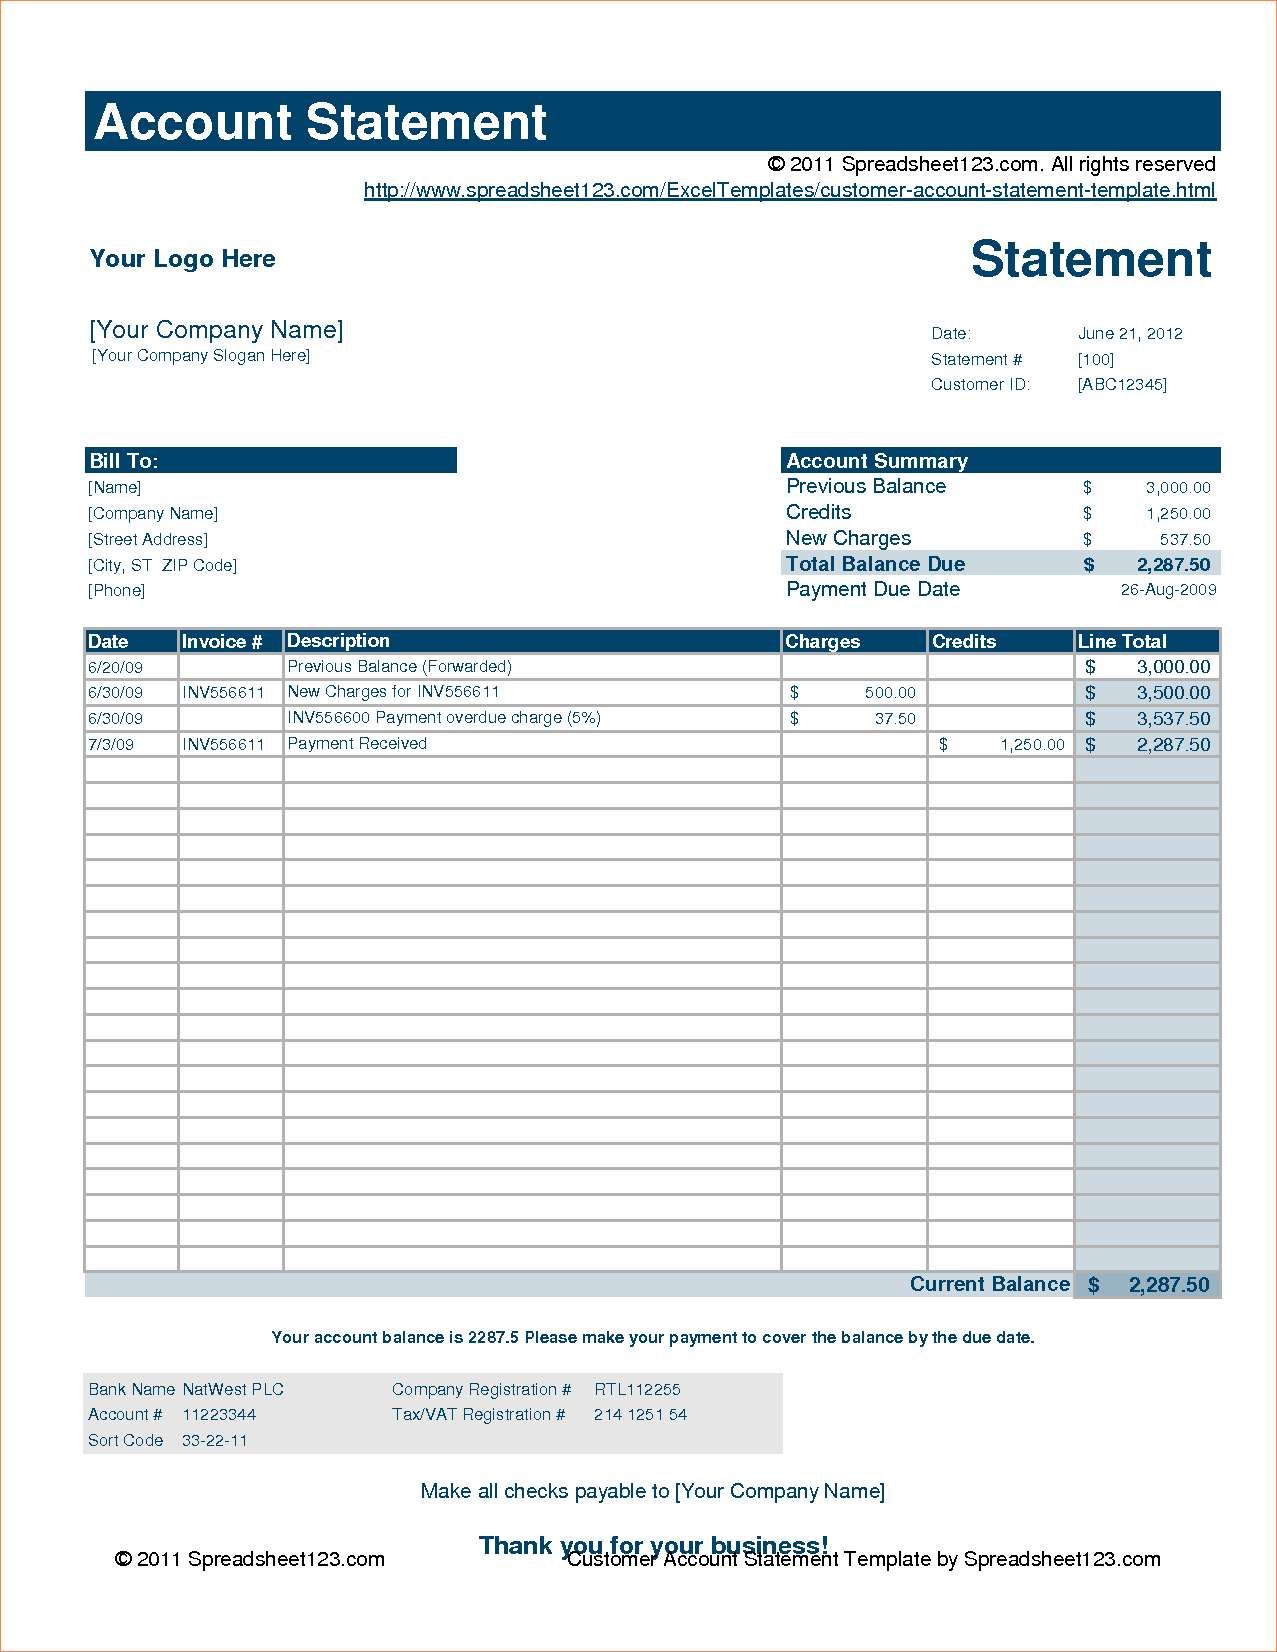 Account Statement
© 2011 Spreadsheet123.com. All rights reserved
http://www.spreadsheet123.com/ExcelTemplates/customer-account-statement-template.html
Your Logo Here
Statement
[Your Company Name]
[Your Company Slogan Here]
Date: June 21, 2012
Statement # [100]
Customer ID: [ABC12345]
Bill To:
[Name]
[Company Name]
[Street Address]
[City, ST ZIP Code]
[Phone]
Account Summary
Previous Balance $ 3,000.00
Credits $ 1,250.00
New Charges $ 537.50
Total Balance Due $ 2,287.50
Payment Due Date 26-Aug-2009
Date Invoice # Description Charges Credits Line Total
6/20/09 Previous Balance (Forwarded) $ 3,000.00
6/30/09 INV556611 New Charges for INV556611 $ 500.00 $ 3,500.00
6/30/09 INV556600 Payment overdue charge (5%) $ 37.50 $ 3,537.50
7/3/09 INV556611 Payment Received $ 1,250.00 $ 2,287.50
Current Balance $ 2,287.50
Your account balance is 2287.5 Please make your payment to cover the balance by the due date.
Bank Name NatWest PLC Company Registration # RTL112255
Account # 11223344 Tax/VAT Registration # 214 1251 54
Sort Code 33-22-11
Make all checks payable to [Your Company Name]
Thank you for your business!
© 2011 Spreadsheet123.com Customer Account Statement Template by Spreadsheet123.com